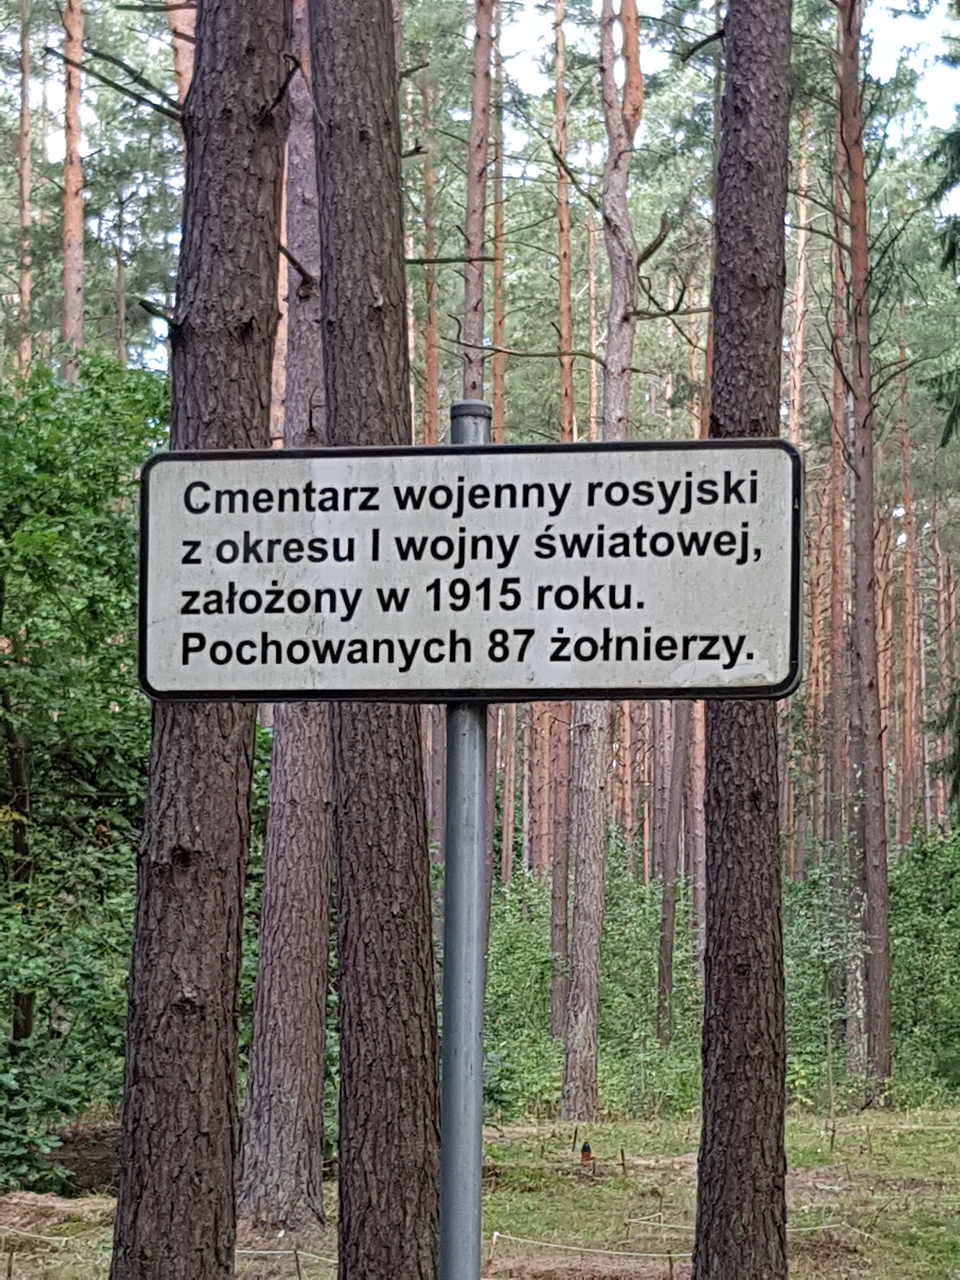 Cmentarz wojenny rosyjski
z okresu I wojny światowej,
założony w 1915 roku.
Pochowanych 87 żołnierzy.